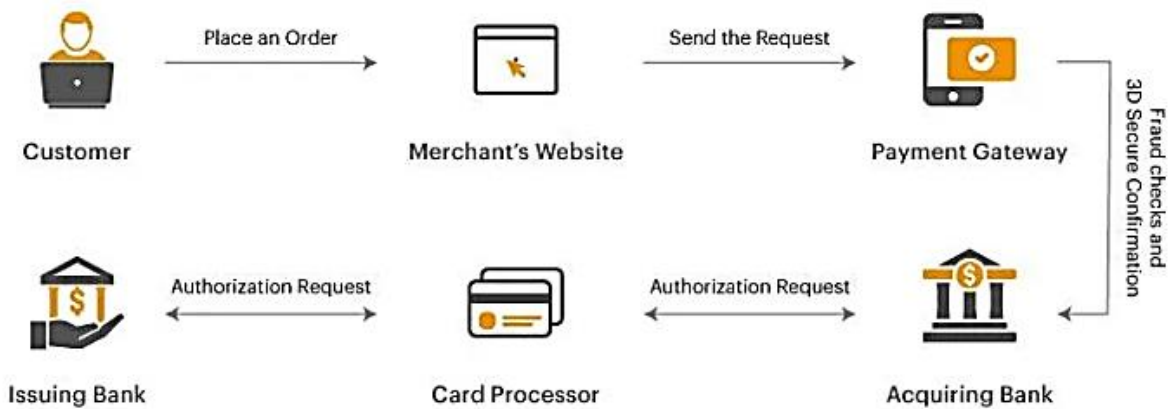 Place an Order
Send the Request
Customer
Merchant's Website
Payment Gateway
Fraud checks and
3D Secure Confirmation
Authorization Request
Authorization Request
$
$
Issuing Bank
Card Processor
Acquiring Bank